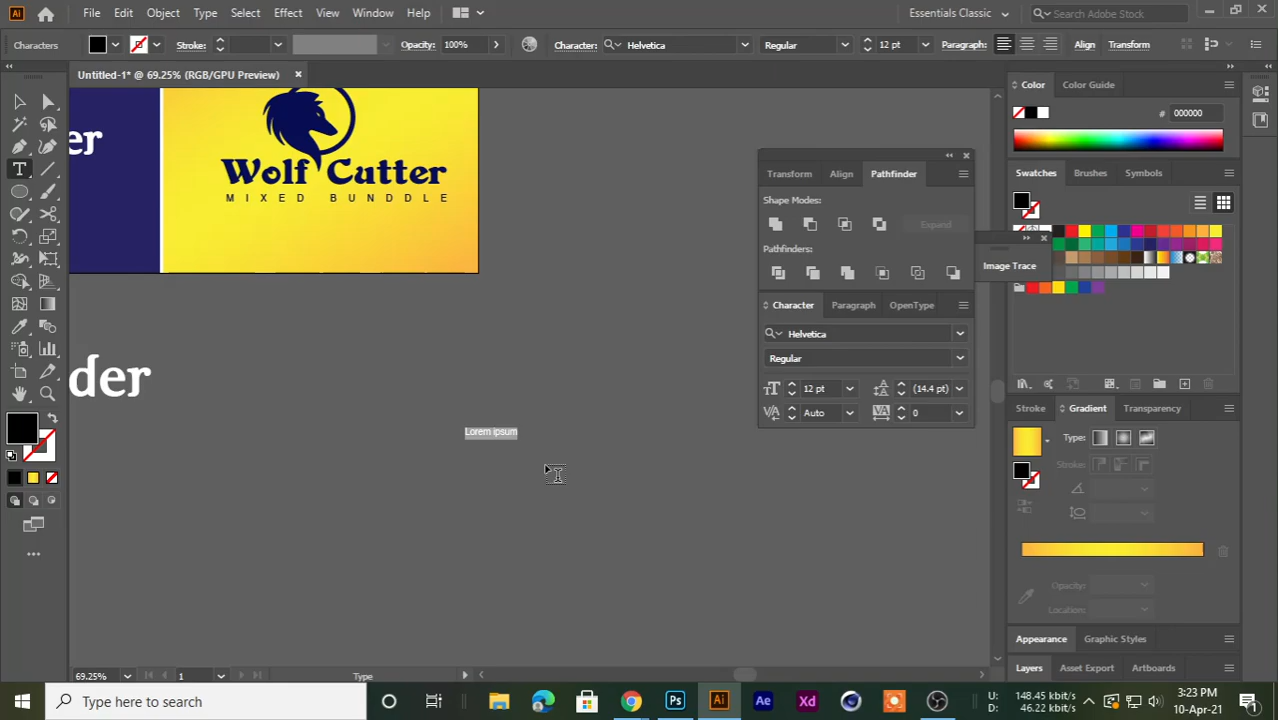 Ai File Edit Object Type Select Effect View Window Help Essentials Classic Search Adobe Stock
Characters Stroke: Opacity: 100% Character: Helvetica Regular 12 pt Paragraph: Align Transform
Untitled-1* @ 69.25% (RGB/GPU Preview)
Color Color Guide
# 000000
er
Wolf Cutter
MIXED BUNDDLE
Transform Align Pathfinder
Shape Modes:
Expand
Pathfinders:
Swatches Brushes Symbols
Image Trace
Character Paragraph OpenType
Helvetica
Regular
12 pt (14.4 pt)
Auto 0
der
Lorem ipsum
Stroke Gradient Transparency
Type:
Stroke:
Opacity:
Location:
Appearance Graphic Styles
Layers Asset Export Artboards
69.25% 1 Type
Type here to search
Ps Ai Ae Xd
U: 148.45 kbit/s
D: 46.22 kbit/s
3:23 PM
10-Apr-21